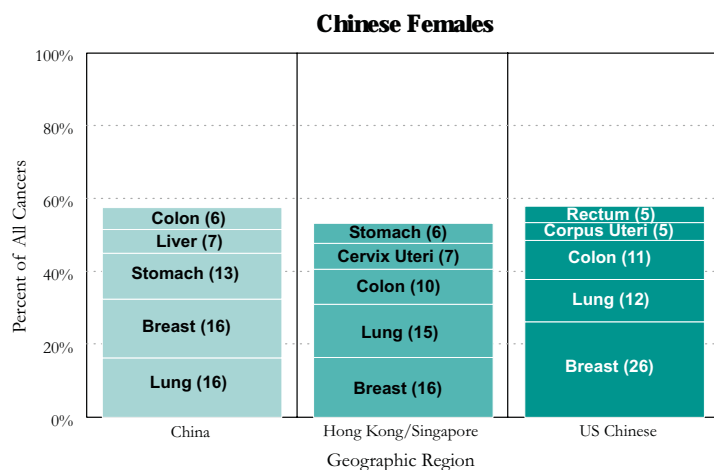 Chinese Females
Percent of All Cancers
100%
80%
60%
40%
20%
0%
Colon (6)
Liver (7)
Stomach (13)
Breast (16)
Lung (16)
Stomach (6)
Cervix Uteri (7)
Colon (10)
Lung (15)
Breast (16)
Rectum (5)
Corpus Uteri (5)
Colon (11)
Lung (12)
Breast (26)
China
Hong Kong/Singapore
US Chinese
Geographic Region